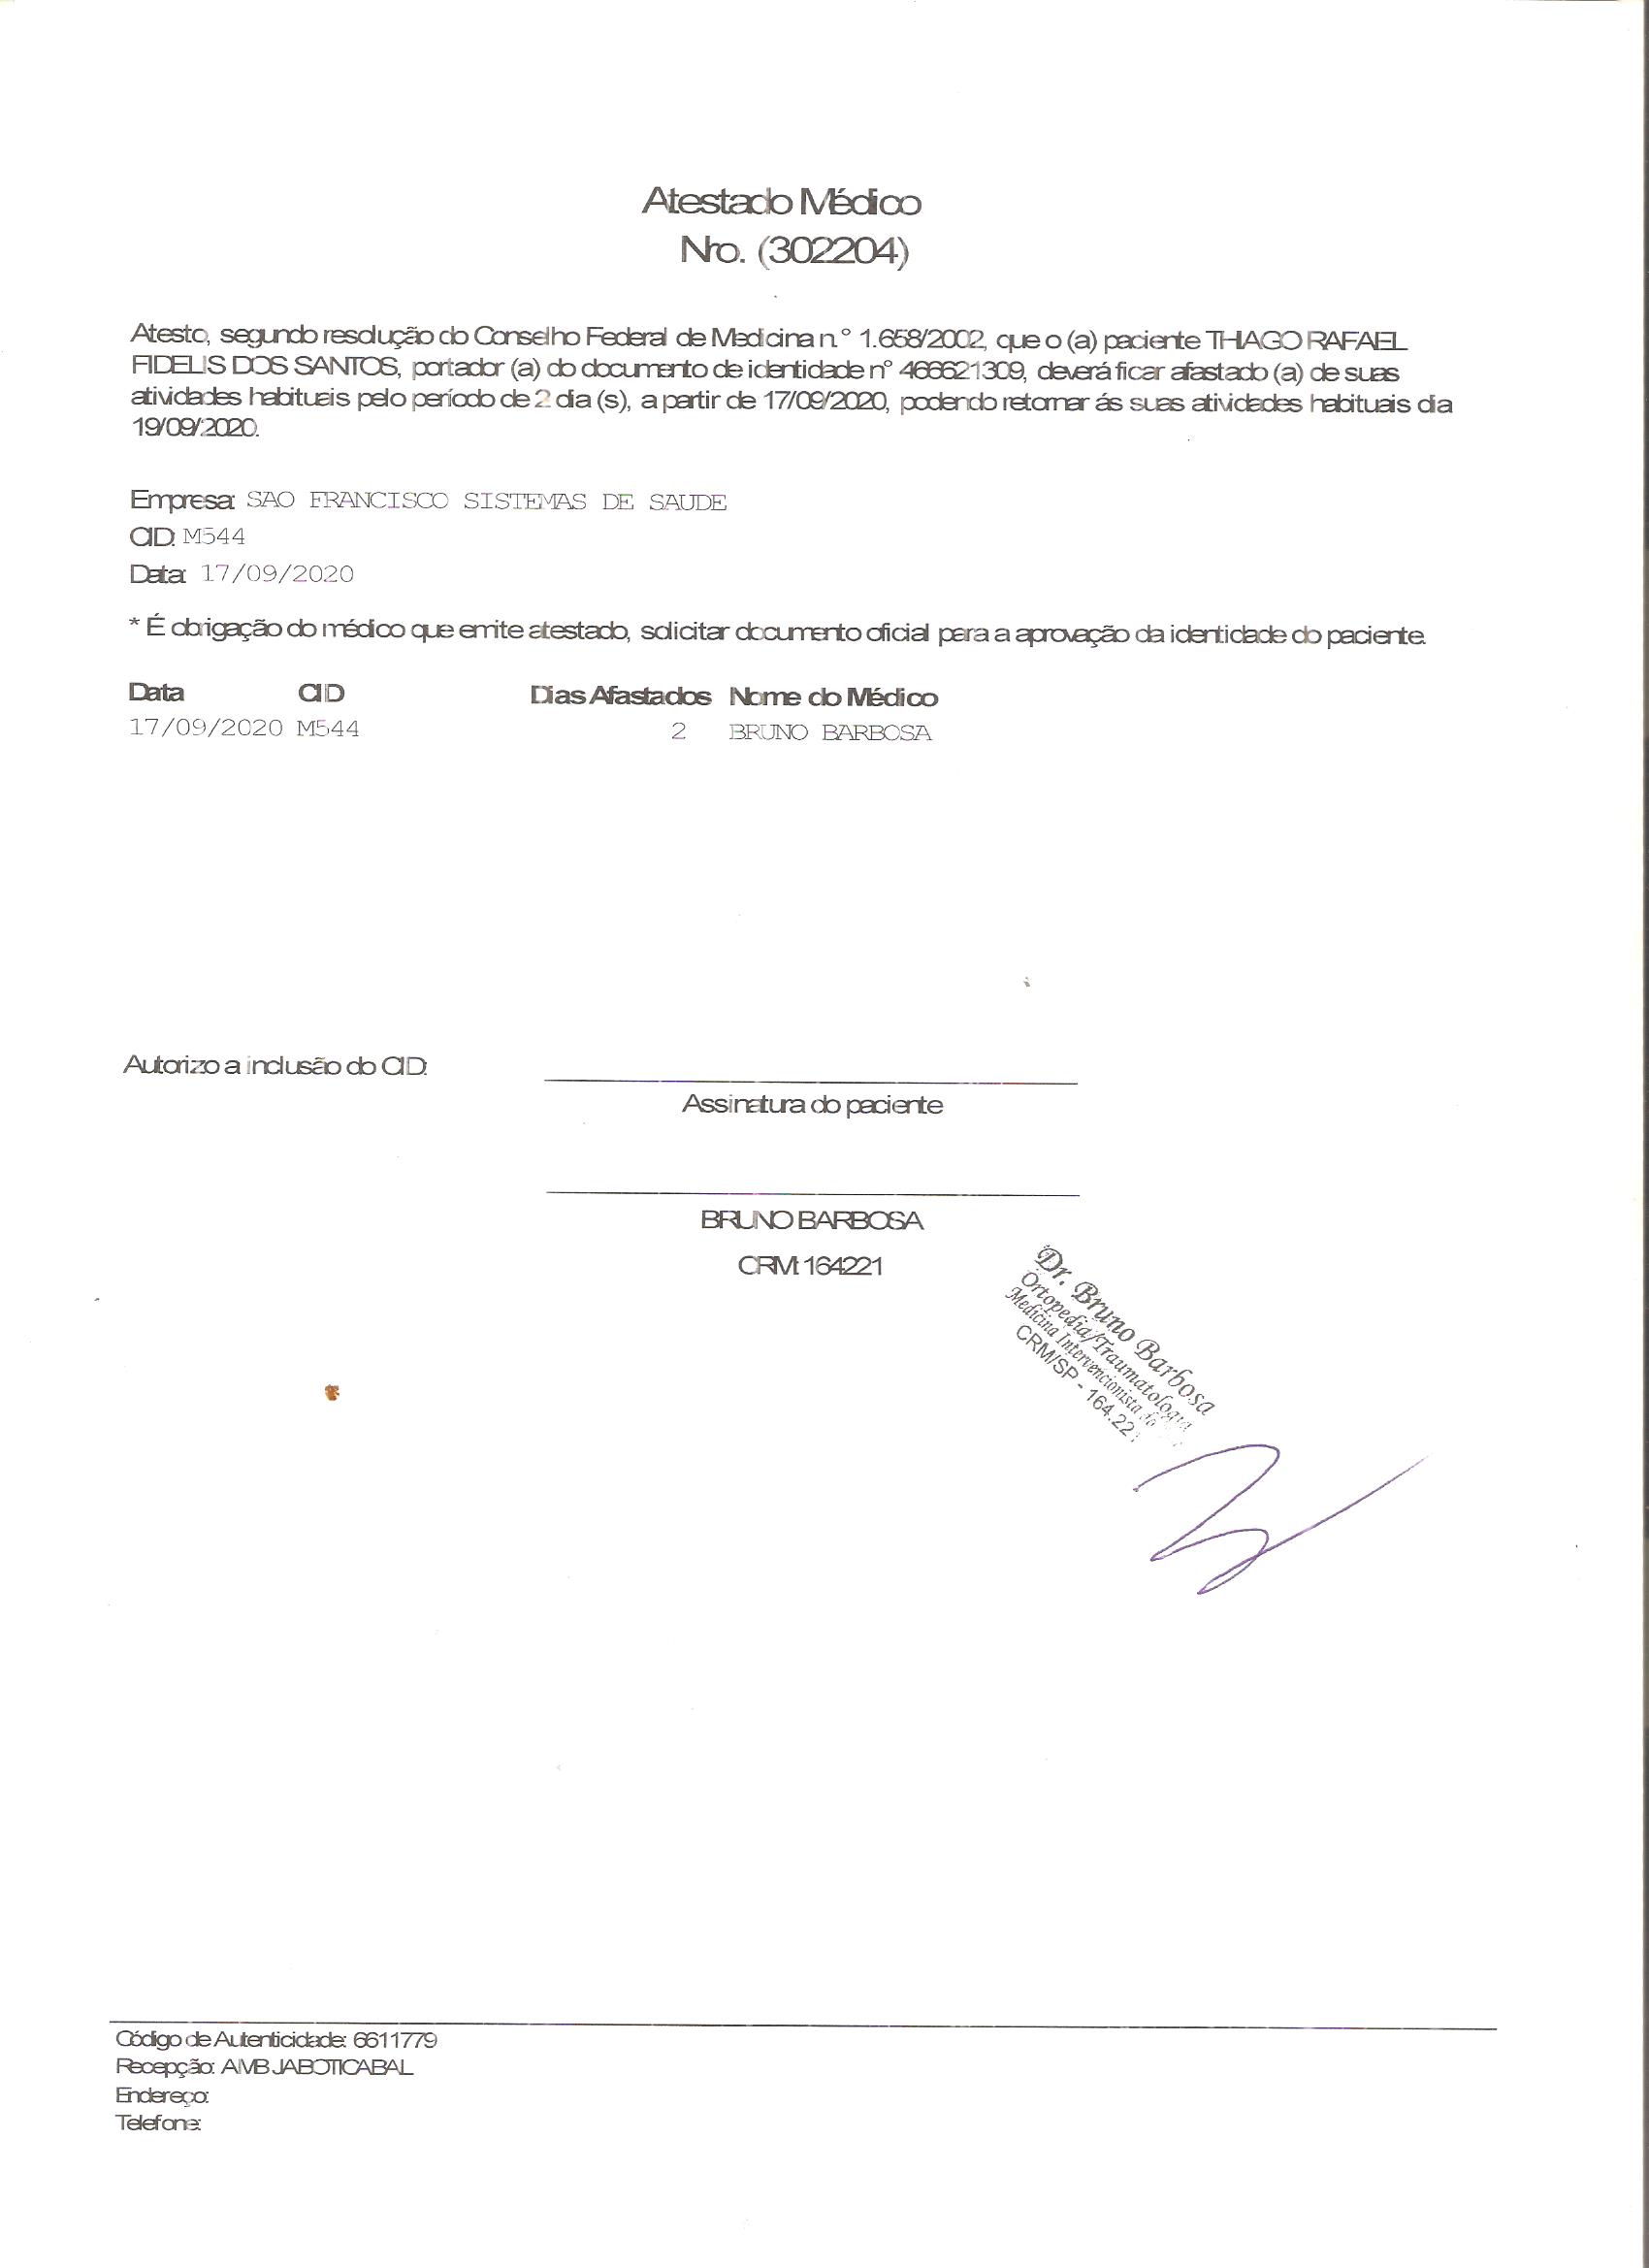 Atestado Médico
Nro. (302204)
Atesto, segundo resolução do Conselho Federal de Medicina n.° 1.658/2002, que o (a) paciente THIAGO RAFAEL
FIDELIS DOS SANTOS, portador (a) do documento de identidade n° 466621309, deverá ficar afastado (a) de suas
atividades habituais pelo período de 2 dia (s), a partir de 17/09/2020, podendo retornar ás suas atividades habituais dia
19/09/2020.
Empresa: SAO FRANCISCO SISTEMAS DE SAUDE
CID: M544
Data: 17/09/2020
* É obrigação do médico que emite atestado, solicitar documento oficial para a aprovação da identidade do paciente.
Data CID Dias Afastados Nome do Médico
17/09/2020 M544 2 BRUNO BARBOSA
Autorizo a inclusão do CID:
Assinatura do paciente
BRUNO BARBOSA
CRM: 164221
Dr. Bruno Barbosa
Ortopedia/Traumatologia
Medicina Intervencionista da
CRM/SP - 164.22
Código de Autenticidade: 6611779
Recepção: AMB JABOTICABAL
Endereço:
Telefone: